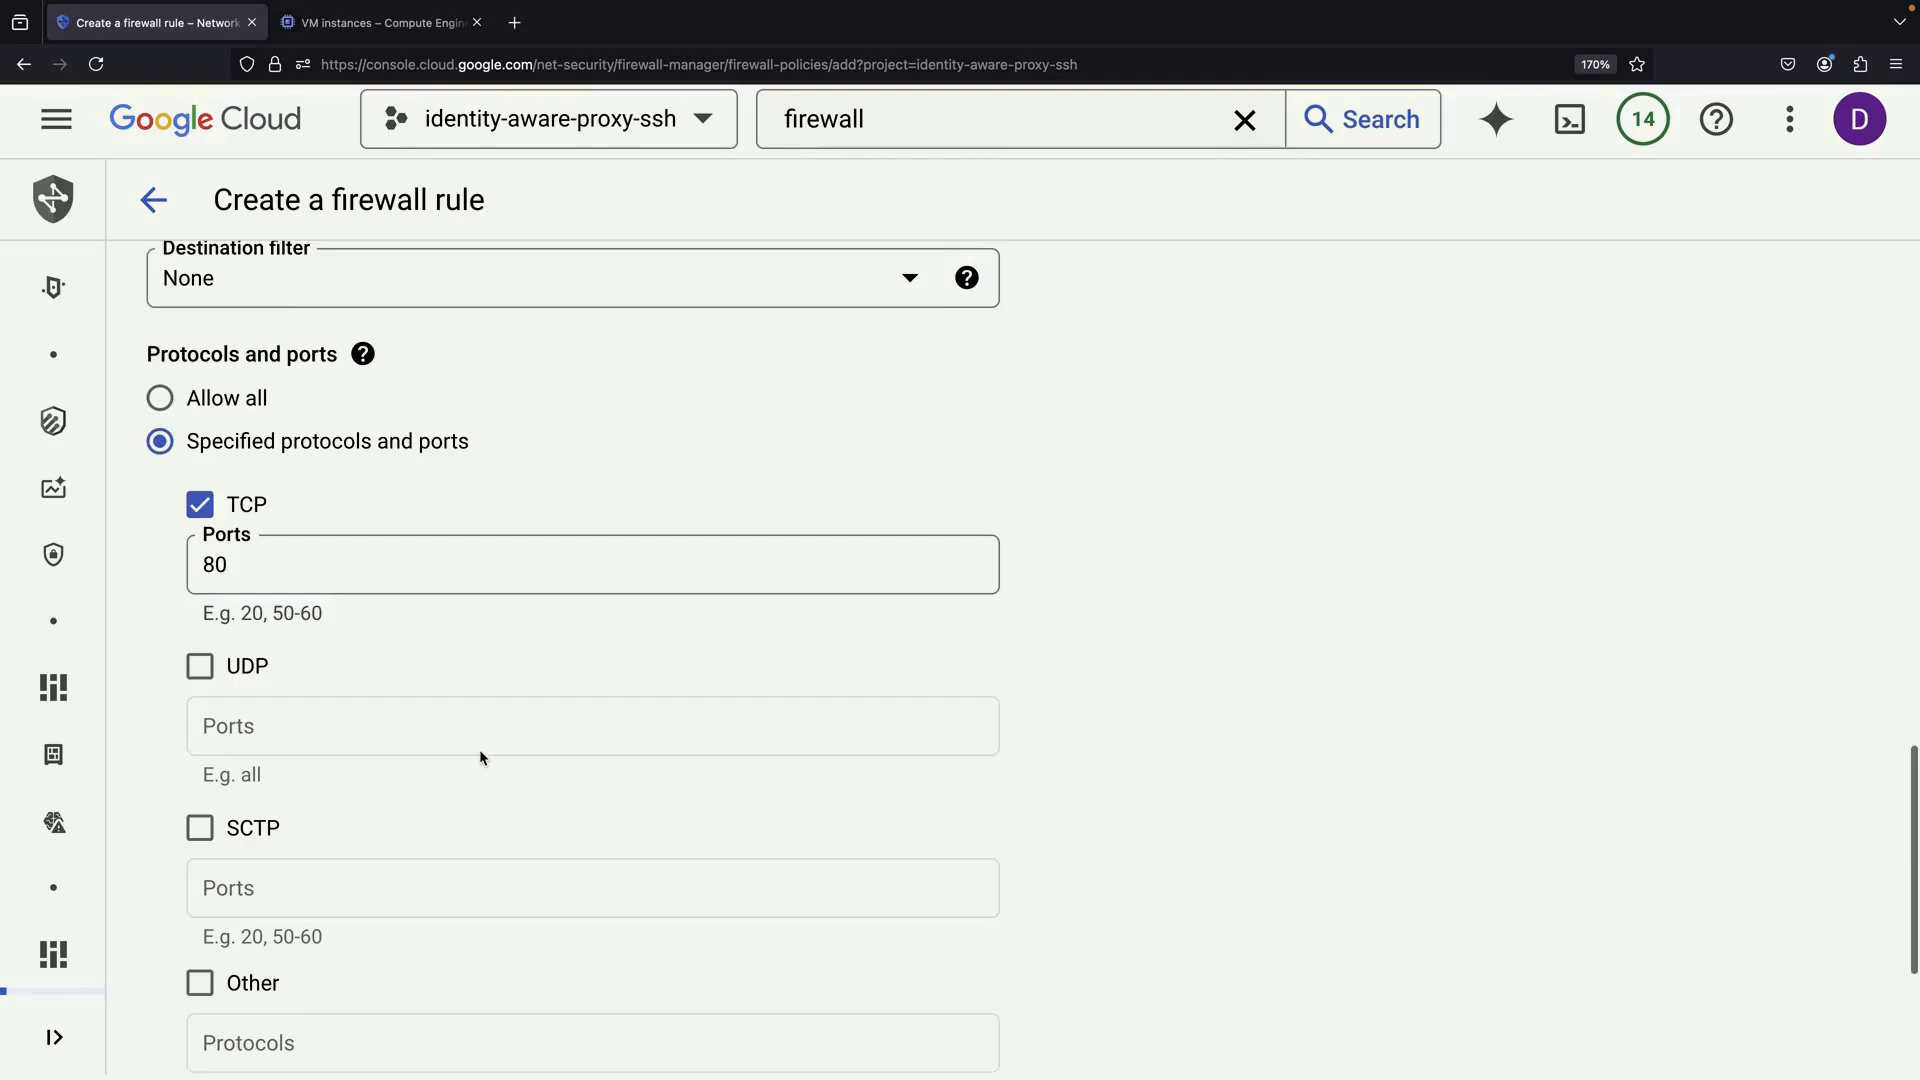 Create a firewall rule – Network
VM instances – Compute Engin
https://console.cloud.google.com/net-security/firewall-manager/firewall-policies/add?project=identity-aware-proxy-ssh
170%
Google Cloud
identity-aware-proxy-ssh
firewall
Search
14
D
Create a firewall rule
Destination filter
None
Protocols and ports
Allow all
Specified protocols and ports
TCP
Ports
80
E.g. 20, 50-60
UDP
Ports
E.g. all
SCTP
Ports
E.g. 20, 50-60
Other
Protocols